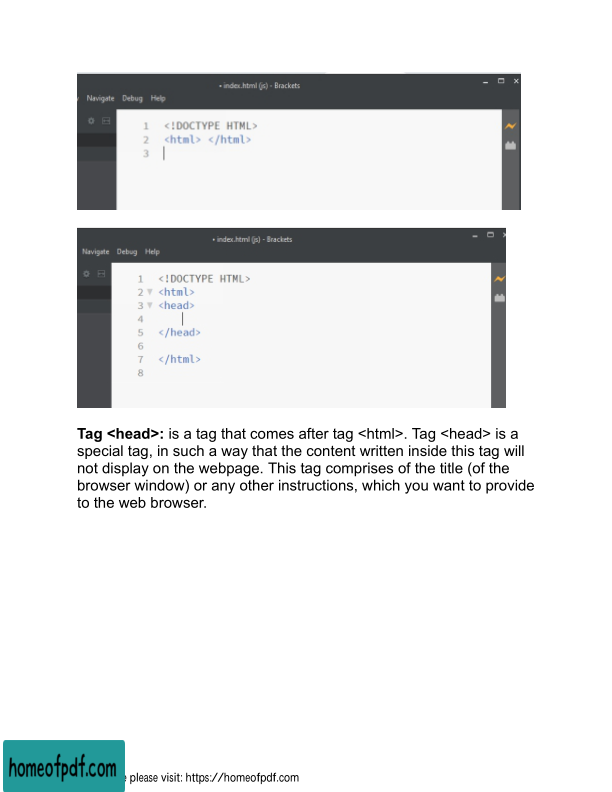 • index.html (js) - Brackets
Navigate Debug Help
1 <!DOCTYPE HTML>
2 <html> </html>
3
• index.html (js) - Brackets
Navigate Debug Help
1 <!DOCTYPE HTML>
2 <html>
3 <head>
4
5 </head>
6
7 </html>
8
Tag <head>: is a tag that comes after tag <html>. Tag <head> is a
special tag, in such a way that the content written inside this tag will
not display on the webpage. This tag comprises of the title (of the
browser window) or any other instructions, which you want to provide
to the web browser.
homeofpdf.com
please visit: https://homeofpdf.com